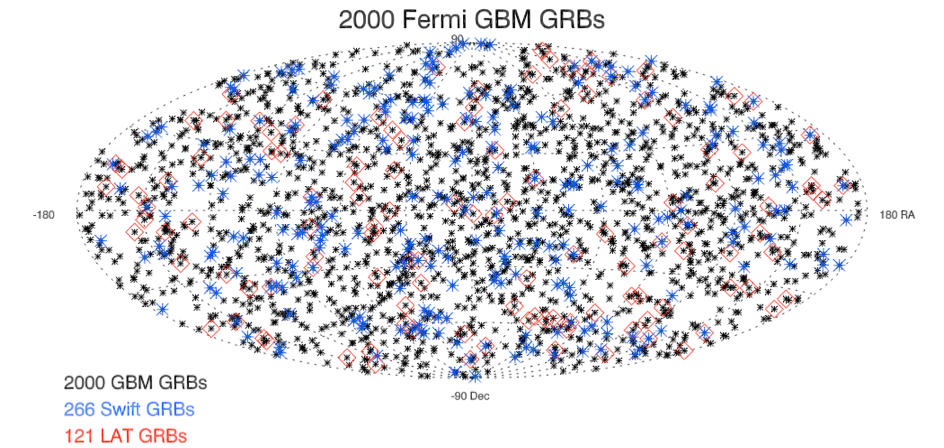 2000 Fermi GBM GRBs
90
-180
180 RA
-90 Dec
2000 GBM GRBs
266 Swift GRBs
121 LAT GRBs